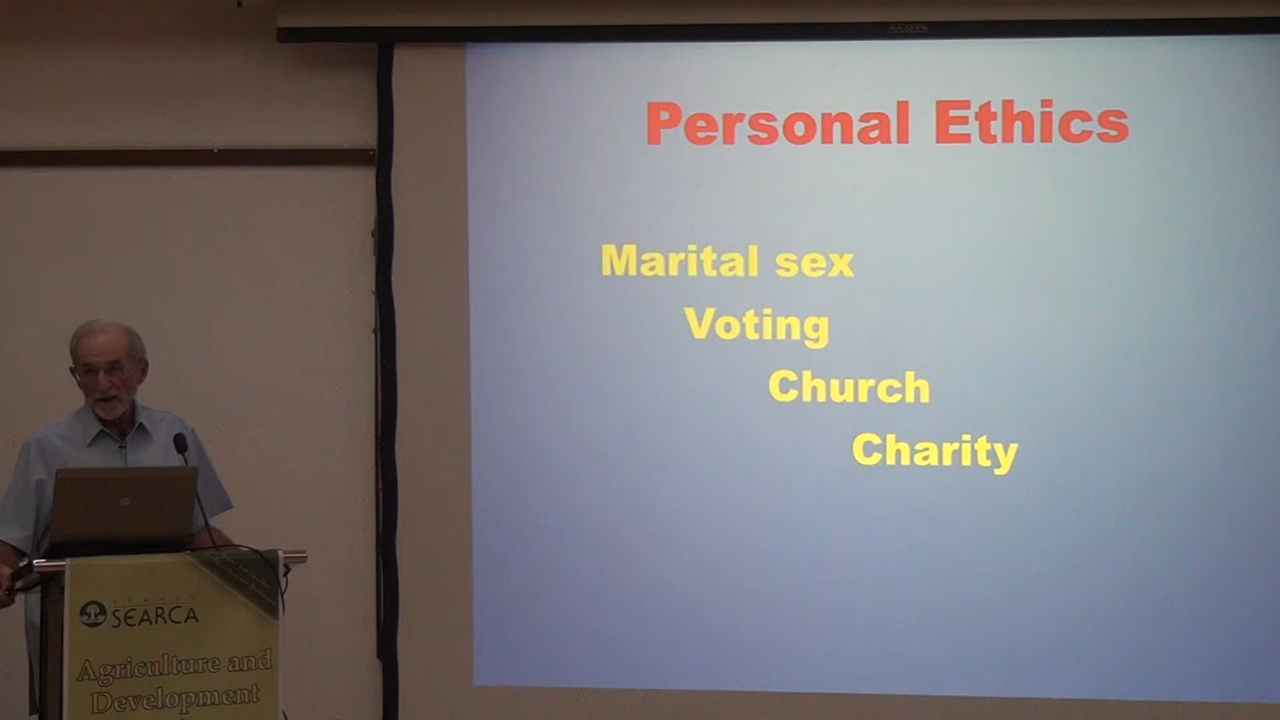 Personal Ethics
Marital sex
Voting
Church
Charity
SEARCA
Agriculture and
Development